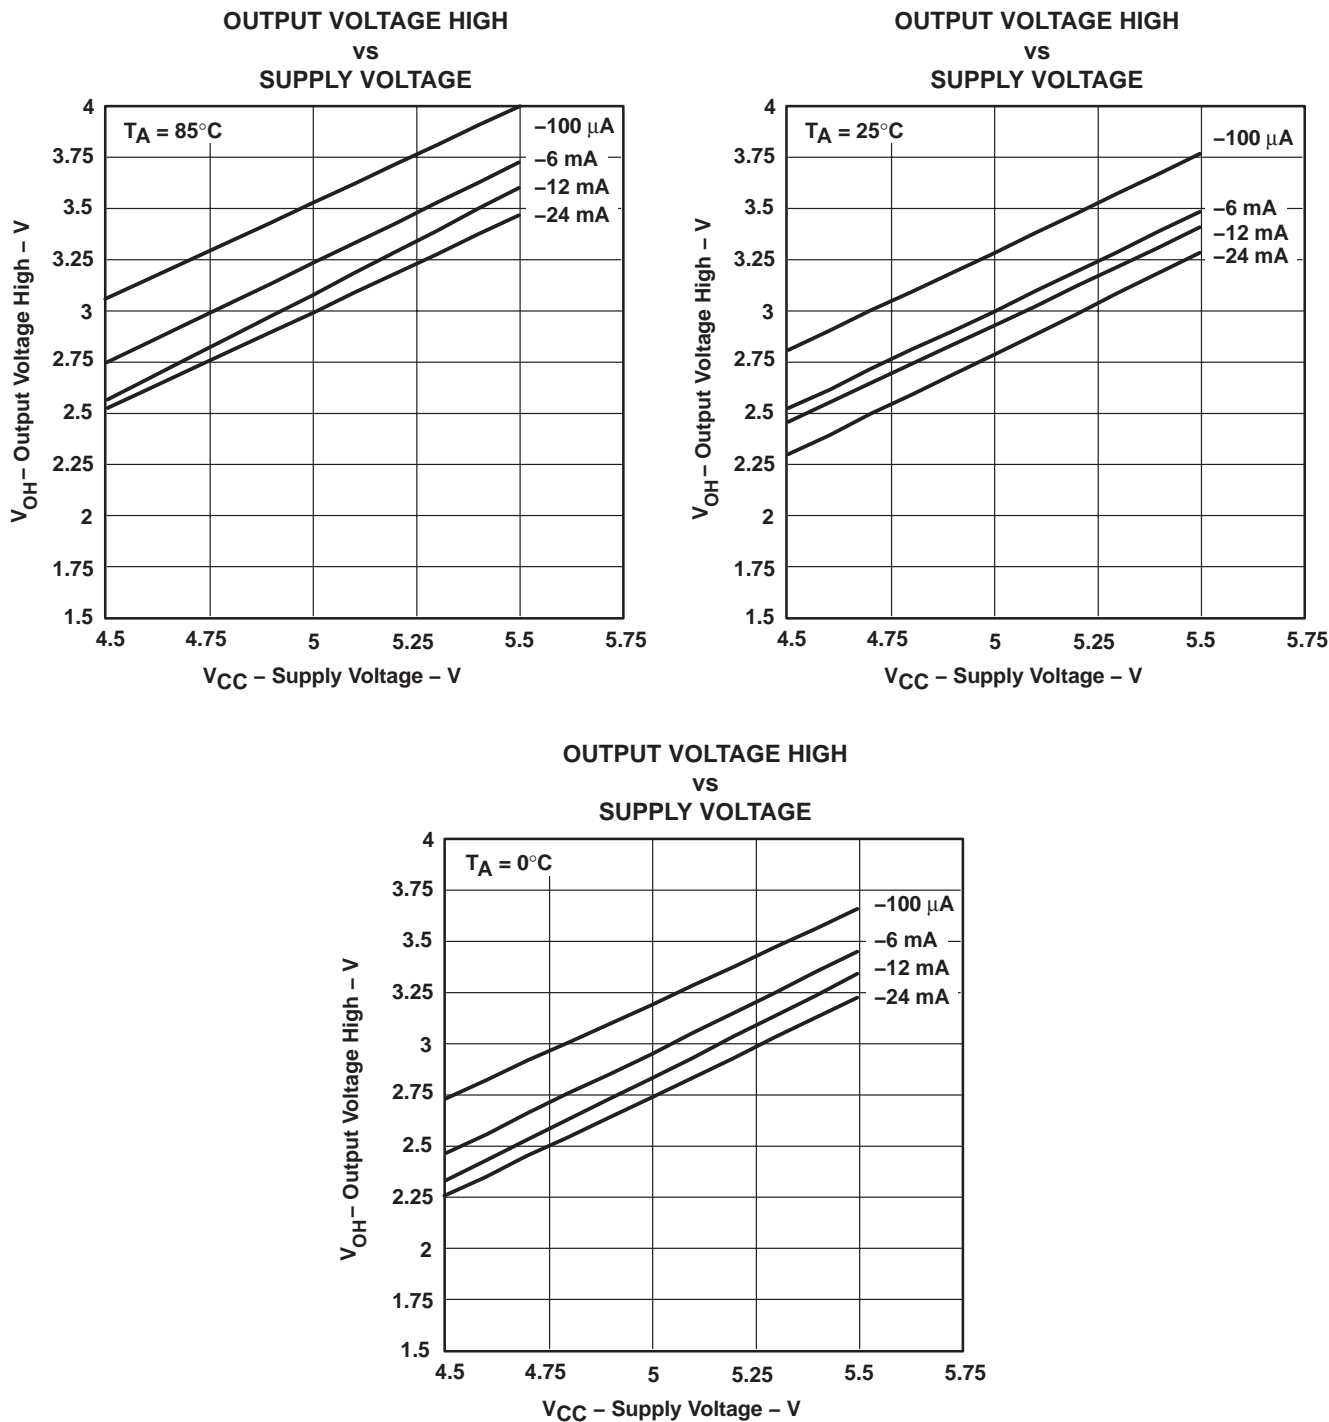 OUTPUT VOLTAGE HIGH
vs
SUPPLY VOLTAGE
TA = 85°C
–100 μA
–6 mA
–12 mA
–24 mA
4
3.75
3.5
3.25
3
2.75
2.5
2.25
2
1.75
1.5
4.5 4.75 5 5.25 5.5 5.75
VOH – Output Voltage High – V
VCC – Supply Voltage – V
OUTPUT VOLTAGE HIGH
vs
SUPPLY VOLTAGE
TA = 25°C
–100 μA
–6 mA
–12 mA
–24 mA
4
3.75
3.5
3.25
3
2.75
2.5
2.25
2
1.75
1.5
4.5 4.75 5 5.25 5.5 5.75
VOH – Output Voltage High – V
VCC – Supply Voltage – V
OUTPUT VOLTAGE HIGH
vs
SUPPLY VOLTAGE
TA = 0°C
–100 μA
–6 mA
–12 mA
–24 mA
4
3.75
3.5
3.25
3
2.75
2.5
2.25
2
1.75
1.5
4.5 4.75 5 5.25 5.5 5.75
VOH – Output Voltage High – V
VCC – Supply Voltage – V